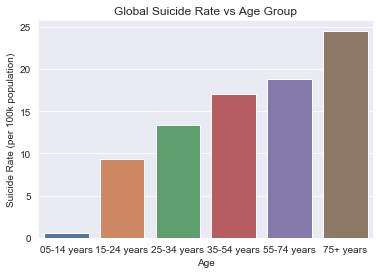 Global Suicide Rate vs Age Group
Suicide Rate (per 100k population)
25
20
15
10
5
0
05-14 years 15-24 years 25-34 years 35-54 years 55-74 years 75+ years
Age